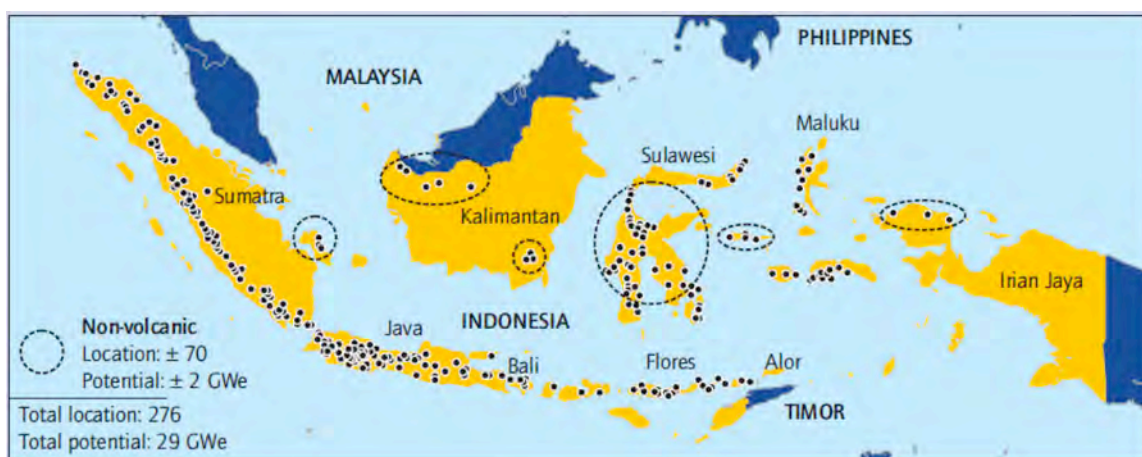 PHILIPPINES
MALAYSIA
Maluku
Sulawesi
Sumatra
Kalimantan
Irian Jaya
INDONESIA
Java
Bali
Flores
Alor
TIMOR
Non-volcanic
Location: ± 70
Potential: ± 2 GWe
Total location: 276
Total potential: 29 GWe